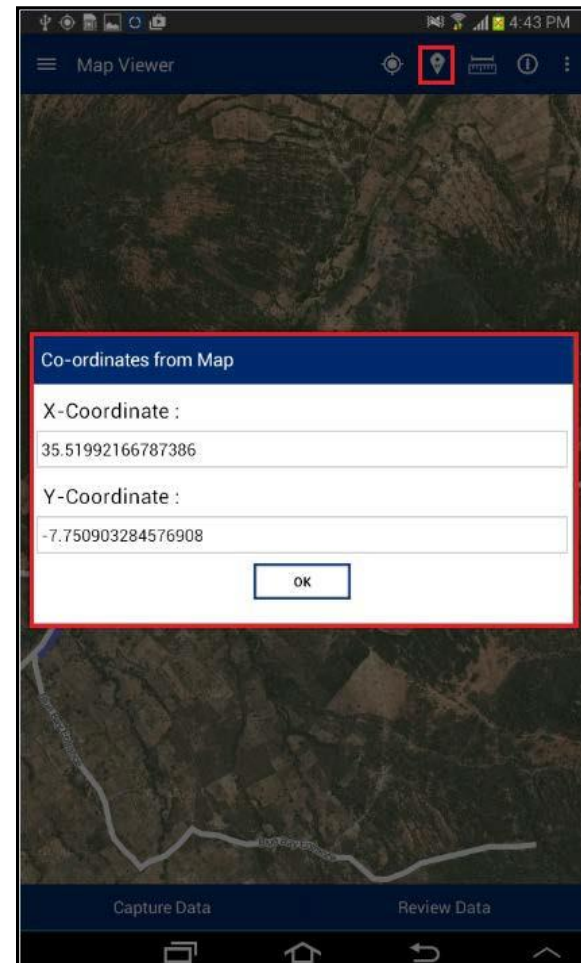 4:43 PM
Map Viewer
Co-ordinates from Map
X-Coordinate :
35.51992166787386
Y-Coordinate :
-7.750903284576908
OK
Capture Data
Review Data